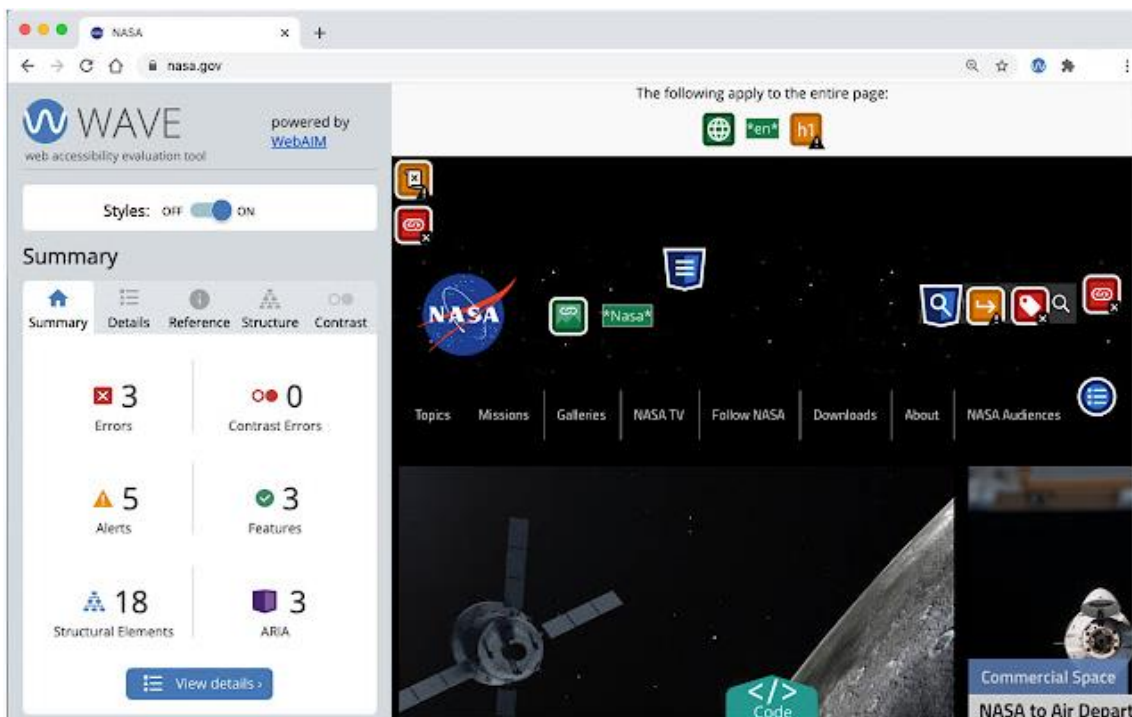 NASA
nasa.gov
WAVE
powered by
WebAIM
web accessibility evaluation tool
Styles: OFF ON
Summary
Summary Details Reference Structure Contrast
3
Errors
0
Contrast Errors
5
Alerts
3
Features
18
Structural Elements
3
ARIA
View details ›
The following apply to the entire page:
*en* h1
NASA
*Nasa*
Topics Missions Galleries NASA TV Follow NASA Downloads About NASA Audiences
</>
Code
Commercial Space
NASA to Air Depart